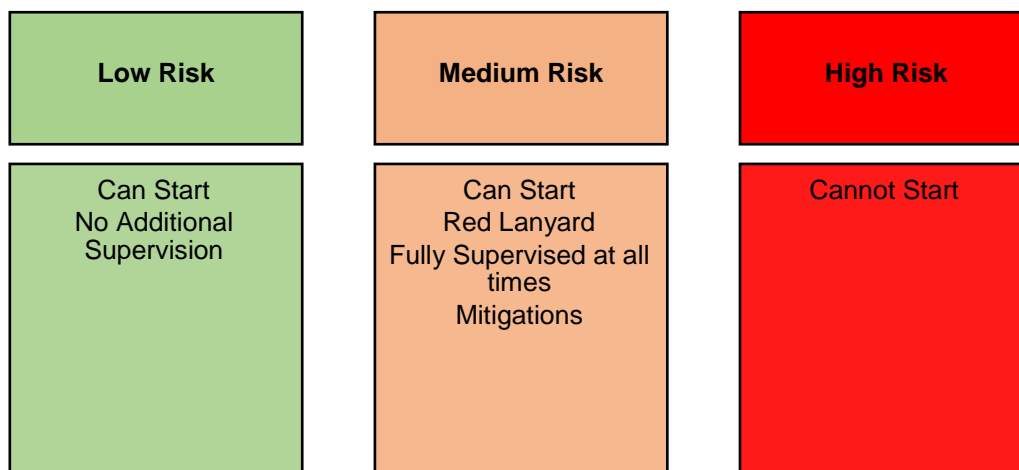 Low Risk
Medium Risk
High Risk
Can Start
No Additional
Supervision
Can Start
Red Lanyard
Fully Supervised at all
times
Mitigations
Cannot Start